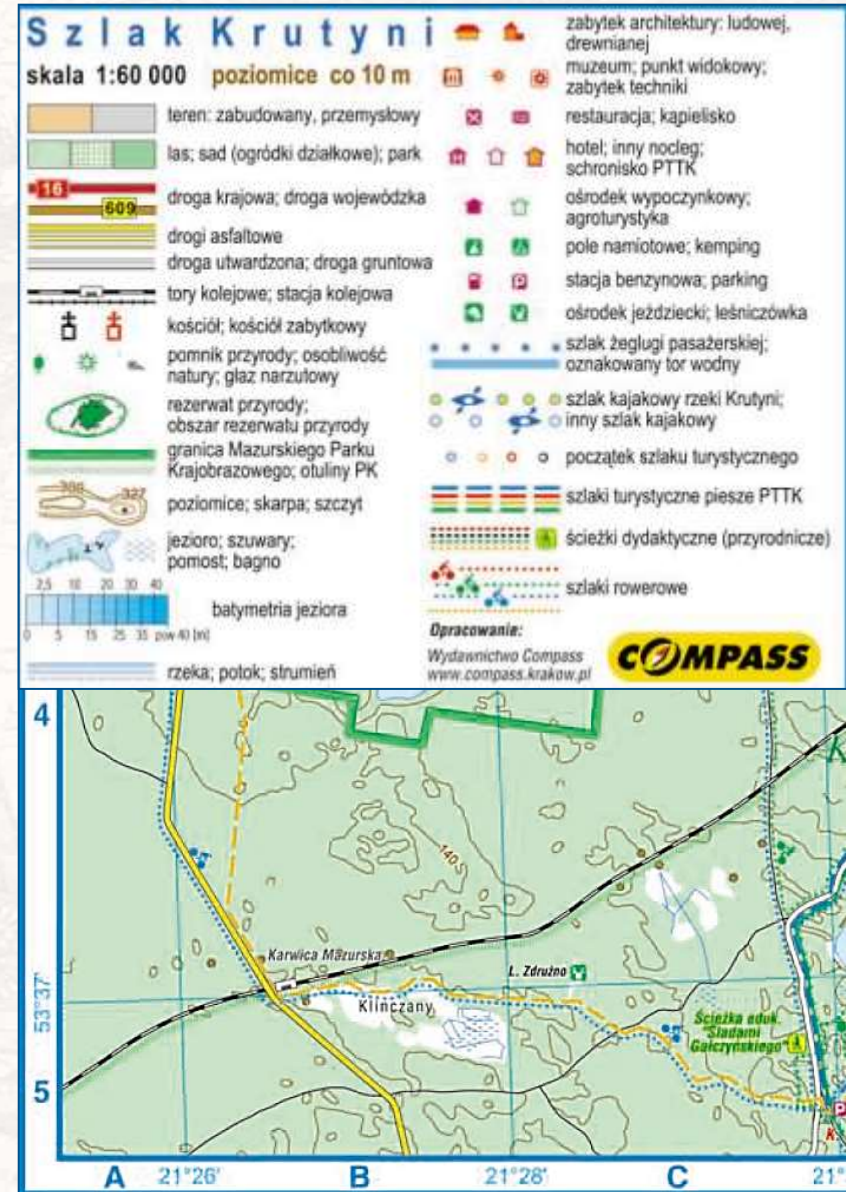 Szlak Krutyni
skala 1:60 000 poziomice co 10 m
teren: zabudowany, przemysłowy
las; sad (ogródki działkowe); park
16
609
droga krajowa; droga wojewódzka
drogi asfaltowe
droga utwardzona; droga gruntowa
tory kolejowe; stacja kolejowa
kościół; kościół zabytkowy
pomnik przyrody; osobliwość
natury; głaz narzutowy
rezerwat przyrody;
obszar rezerwatu przyrody
granica Mazurskiego Parku
Krajobrazowego; otuliny PK
308 327
poziomice; skarpa; szczyt
jezioro; szuwary;
pomost; bagno
2,5 10 20 30 40
batymetria jeziora
0 5 15 25 35 pow 40 [m]
rzeka; potok; strumień
zabytek architektury: ludowej,
drewnianej
muzeum; punkt widokowy;
zabytek techniki
restauracja; kąpielisko
hotel; inny nocleg;
schronisko PTTK
ośrodek wypoczynkowy;
agroturystyka
pole namiotowe; kemping
stacja benzynowa; parking
ośrodek jeździecki; leśniczówka
szlak żeglugi pasażerskiej;
oznakowany tor wodny
szlak kajakowy rzeki Krutyni;
inny szlak kajakowy
początek szlaku turystycznego
szlaki turystyczne piesze PTTK
ścieżki dydaktyczne (przyrodnicze)
szlaki rowerowe
Opracowanie:
Wydawnictwo Compass
www.compass.krakow.pl
COMPASS
4
K
140
Karwica Mazurska
L. Zdrużno
53°37'
Klinczany
Ścieżka eduk.
"Śladami
Gałczyńskiego"
5
P
K.
A 21°26' B 21°28' C 21°